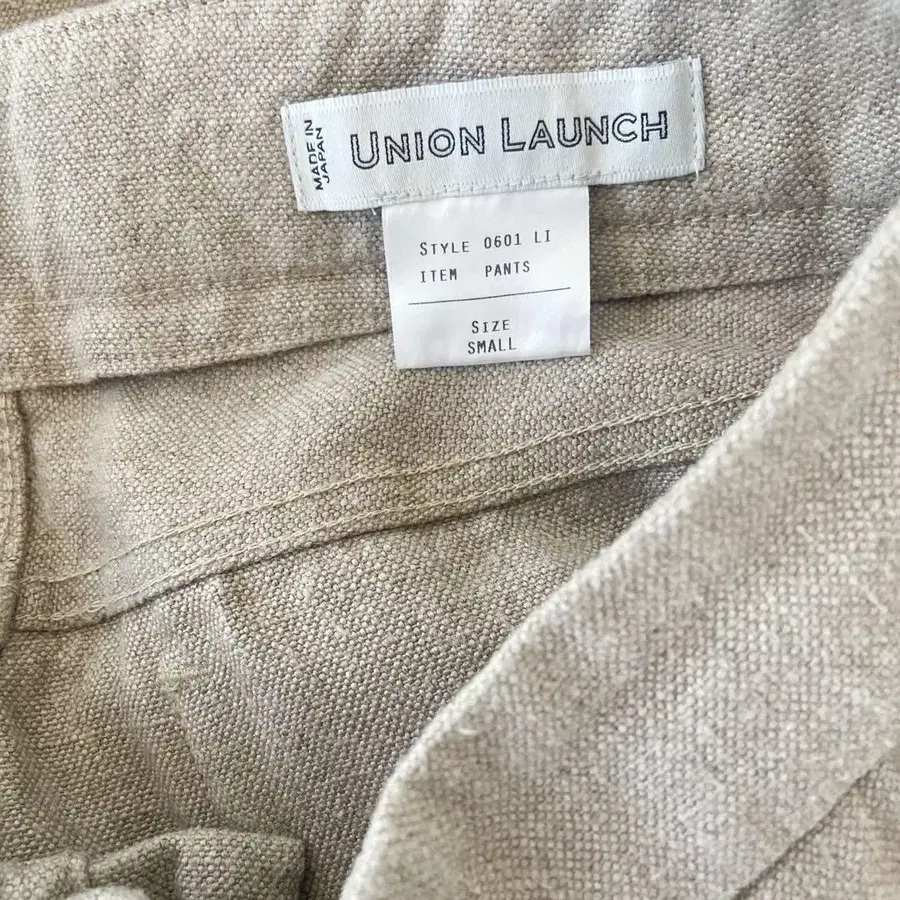 MADE IN
JAPAN
UNION LAUNCH
STYLE 0601 LI
ITEM PANTS
SIZE
SMALL